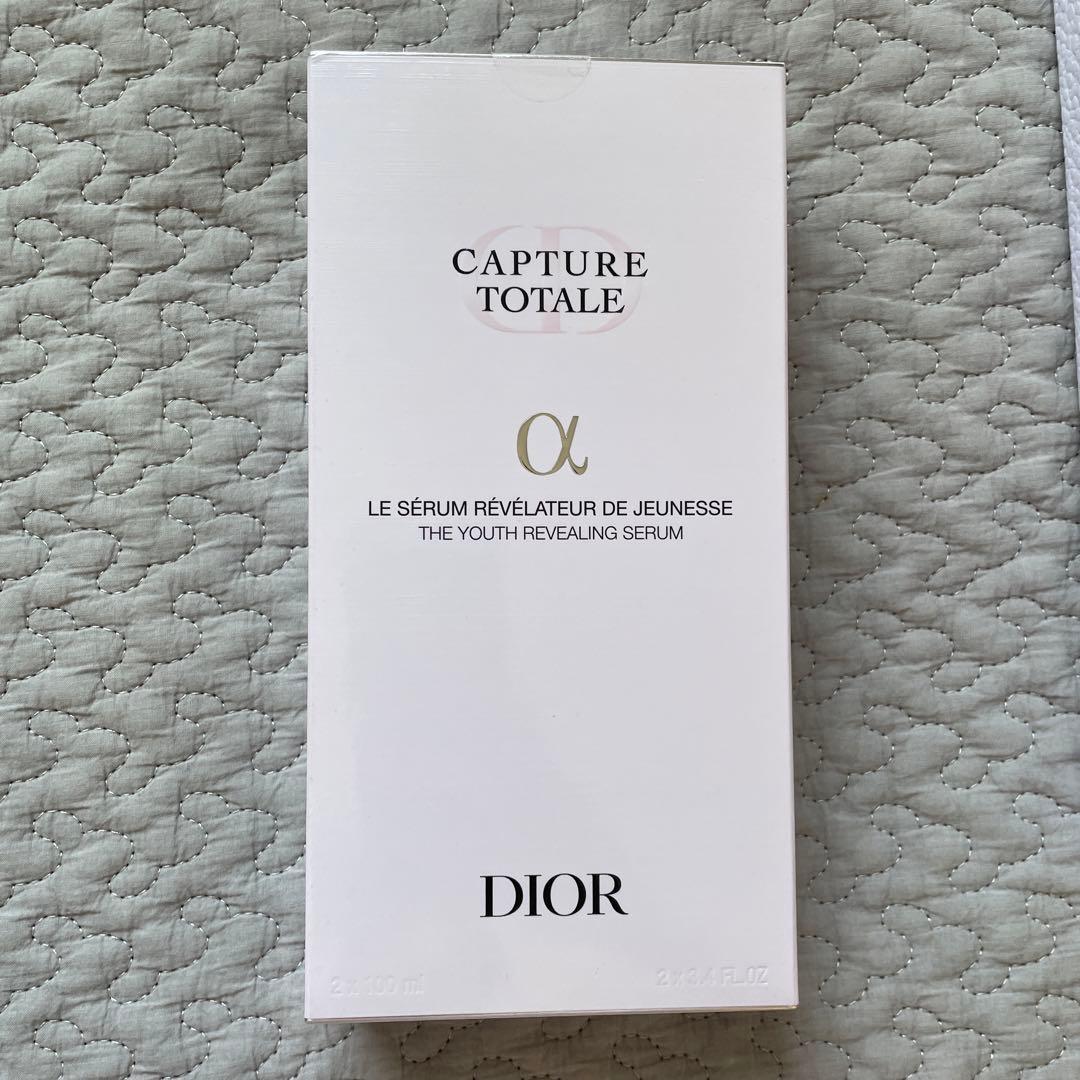 CAPTURE
TOTALE
α
LE SÉRUM RÉVÉLATEUR DE JEUNESSE
THE YOUTH REVEALING SERUM
DIOR
2 x 100 ml
2 x 3.4 FL.OZ